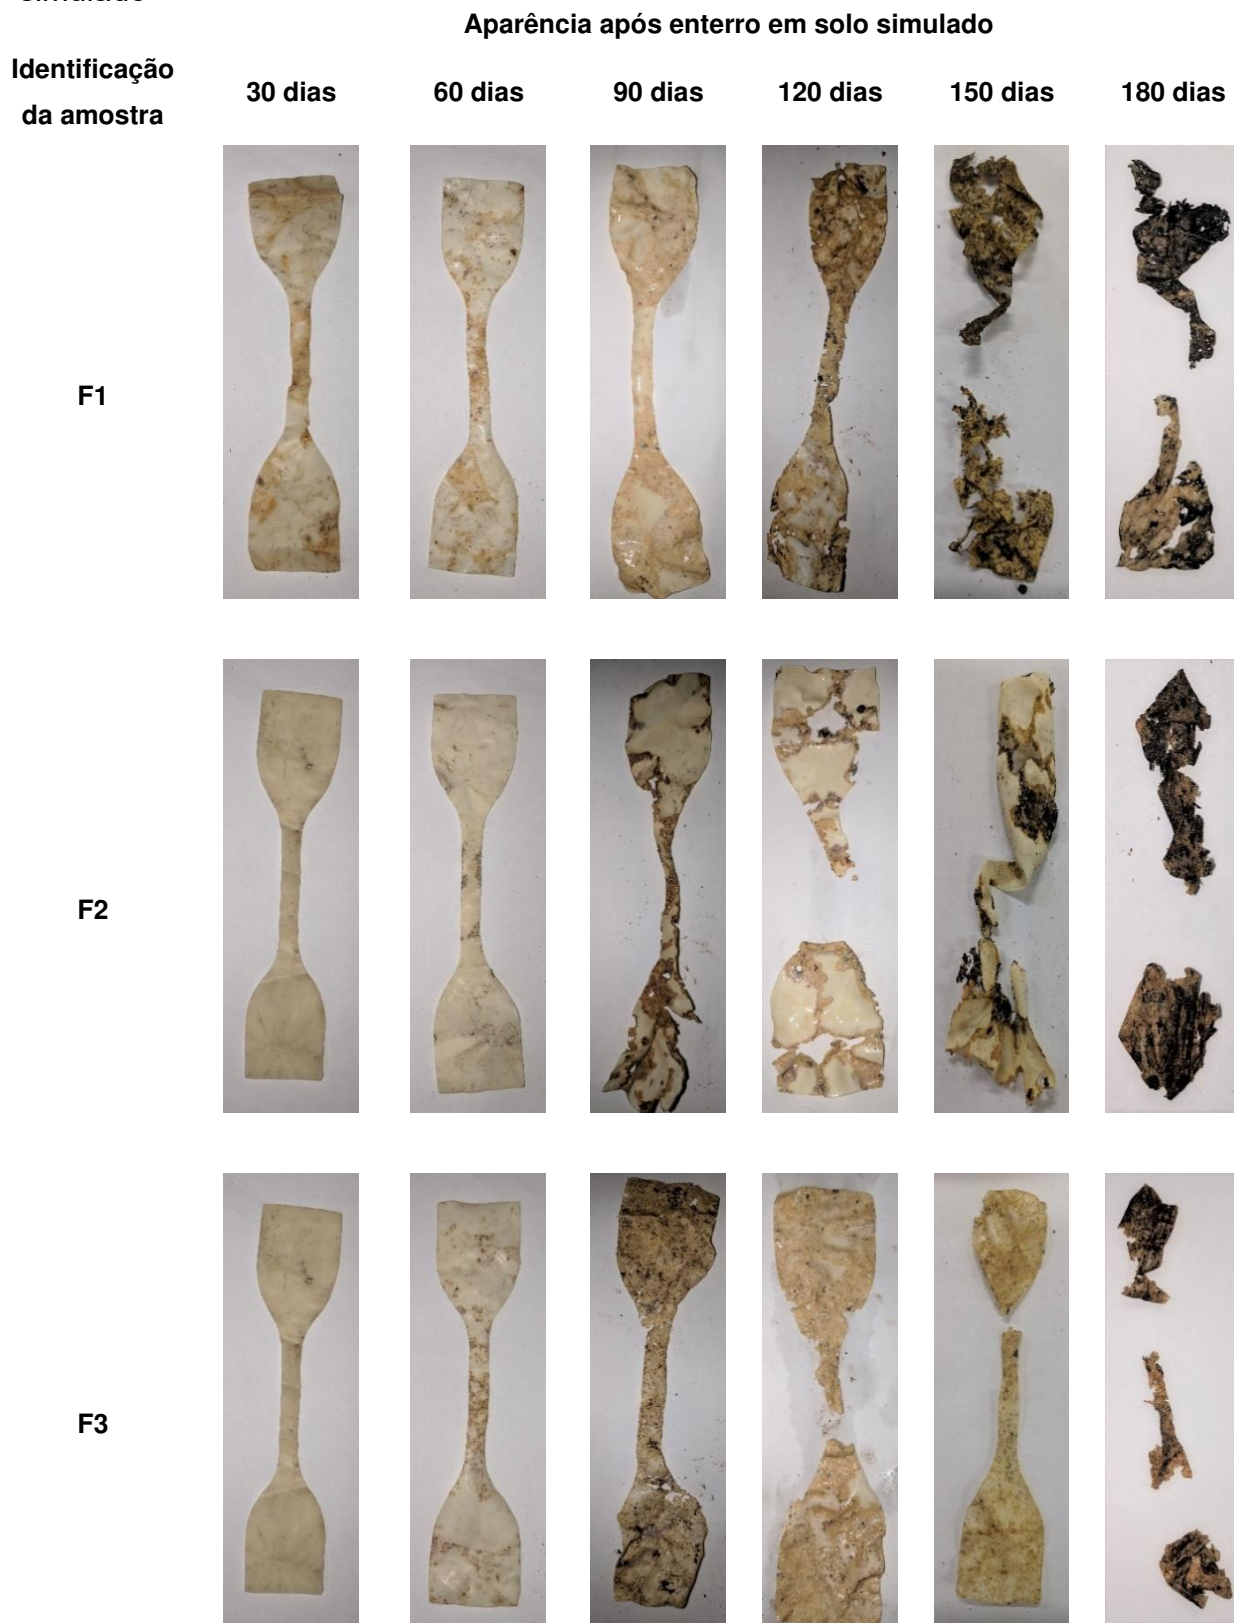 Aparência após enterro em solo simulado
Identificação
da amostra
30 dias
60 dias
90 dias
120 dias
150 dias
180 dias
F1
F2
F3